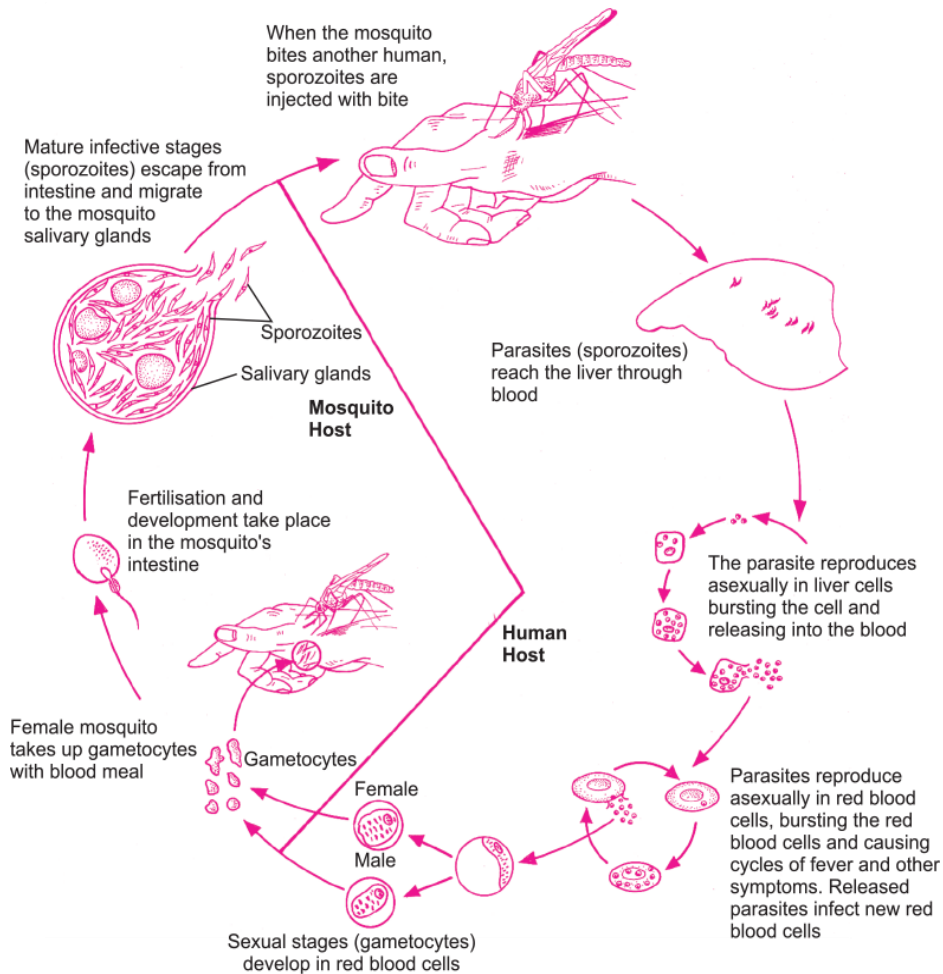 When the mosquito
bites another human,
sporozoites are
injected with bite
Mature infective stages
(sporozoites) escape from
intestine and migrate
to the mosquito
salivary glands
Sporozoites
Salivary glands
Mosquito
Host
Parasites (sporozoites)
reach the liver through
blood
Fertilisation and
development take place
in the mosquito's
intestine
The parasite reproduces
asexually in liver cells
bursting the cell and
releasing into the blood
Human
Host
Female mosquito
takes up gametocytes
with blood meal
Gametocytes
Female
Male
Parasites reproduce
asexually in red blood
cells, bursting the red
blood cells and causing
cycles of fever and other
symptoms. Released
parasites infect new red
blood cells
Sexual stages (gametocytes)
develop in red blood cells